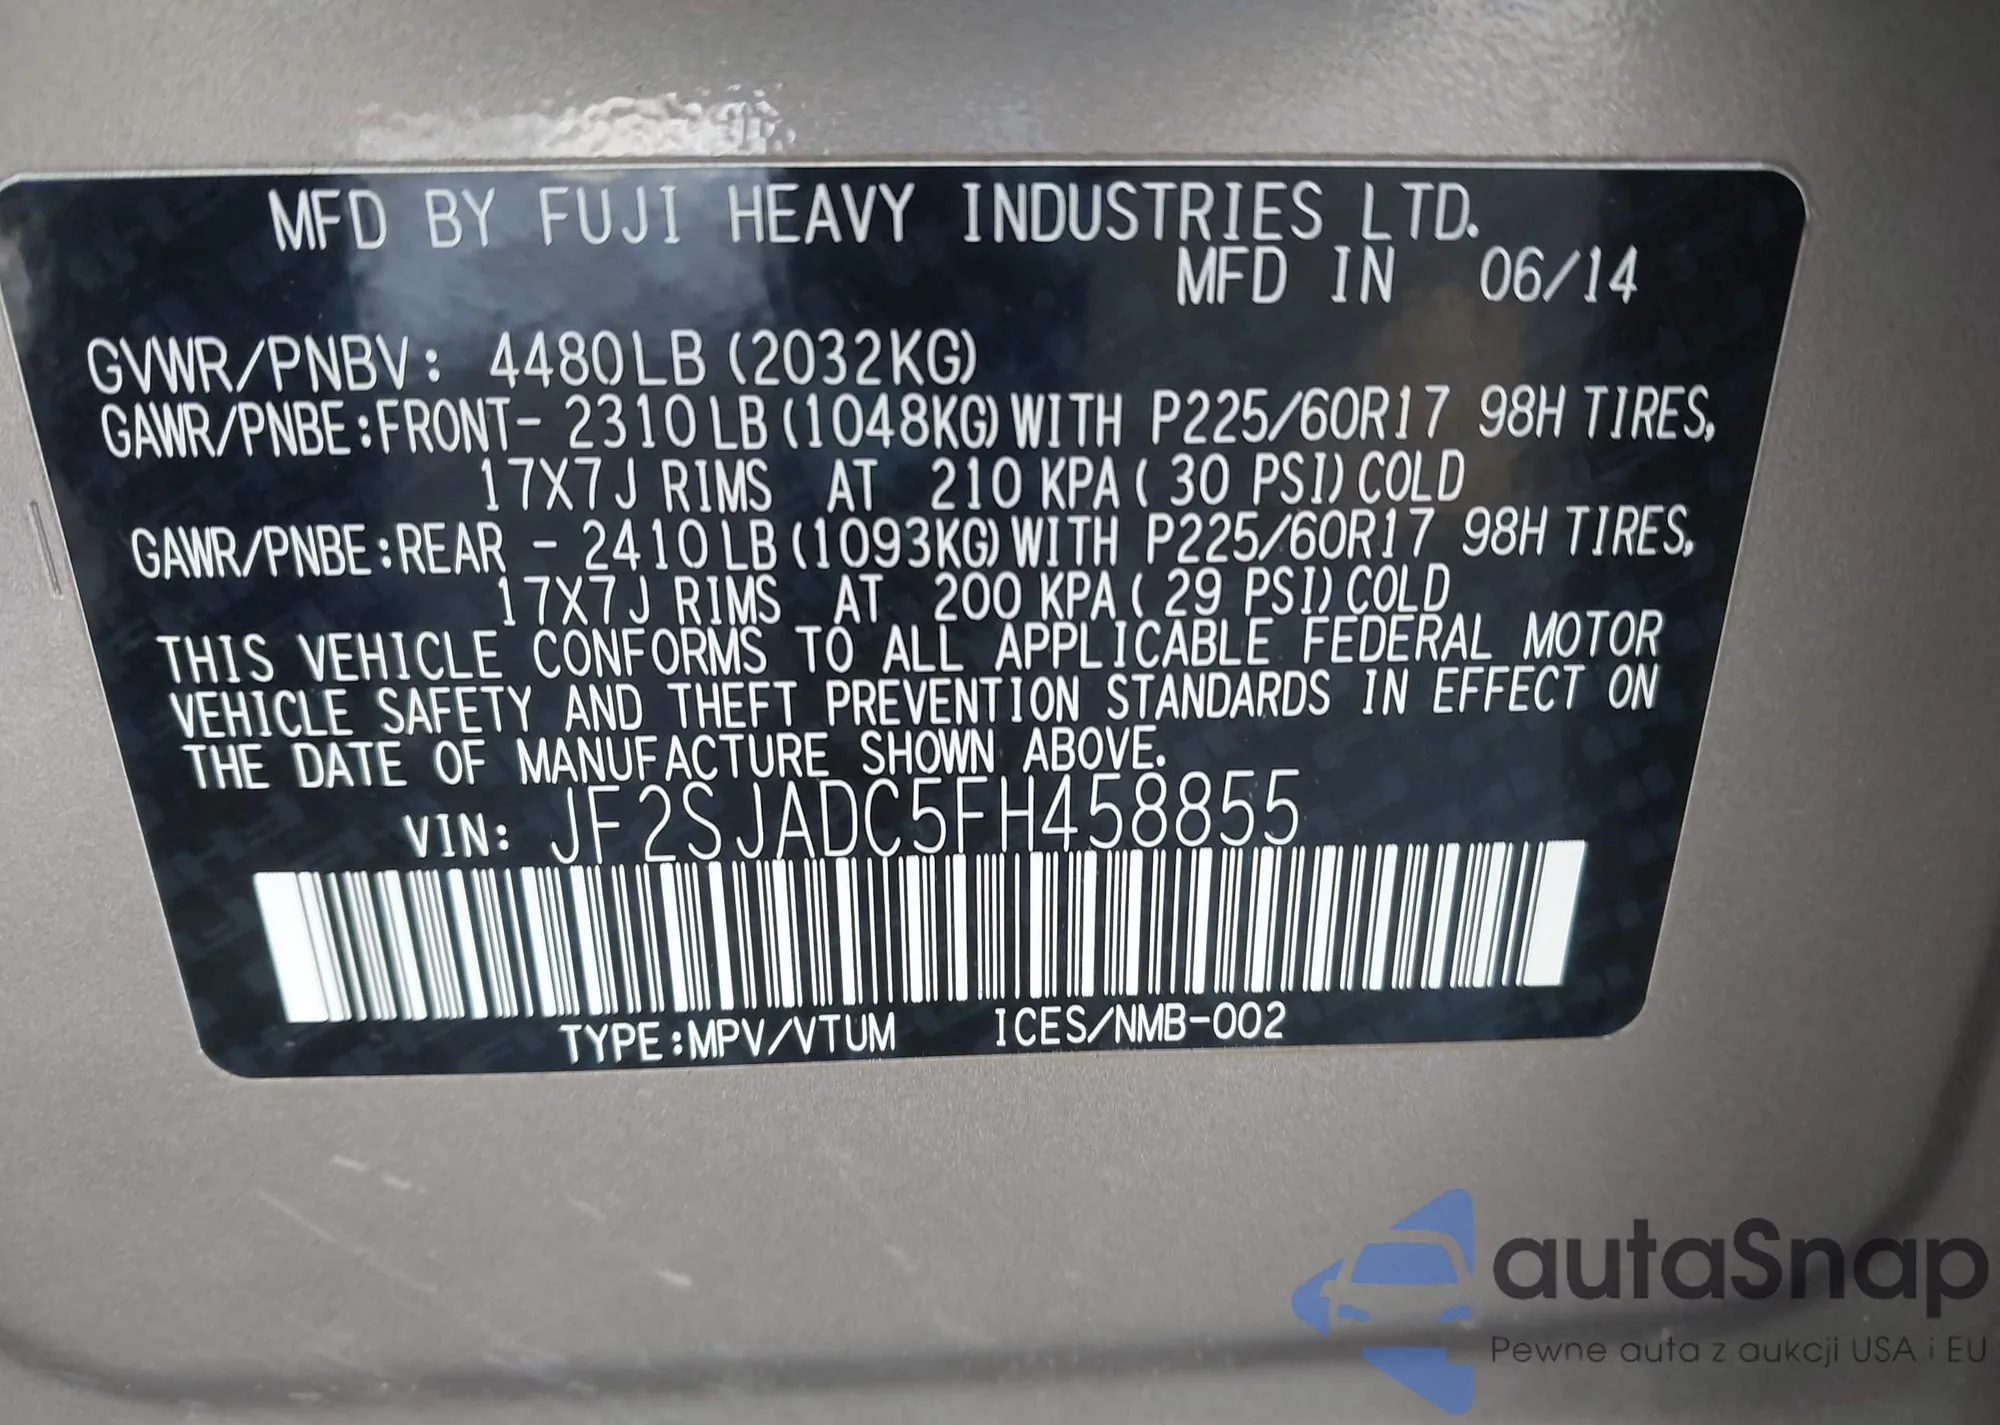 MFD BY FUJI HEAVY INDUSTRIES LTD.
MFD IN 06/14
GVWR/PNBV: 4480LB (2032KG)
GAWR/PNBE:FRONT- 2310LB (1048KG) WITH P225/60R17 98H TIRES,
17X7J RIMS AT 210 KPA ( 30 PSI) COLD
GAWR/PNBE:REAR - 2410LB (1093KG) WITH P225/60R17 98H TIRES,
17X7J RIMS AT 200 KPA ( 29 PSI) COLD
THIS VEHICLE CONFORMS TO ALL APPLICABLE FEDERAL MOTOR
VEHICLE SAFETY AND THEFT PREVENTION STANDARDS IN EFFECT ON
THE DATE OF MANUFACTURE SHOWN ABOVE.
VIN: JF2SJADC5FH458855
TYPE:MPV/VTUM ICES/NMB-002
autaSnap
Pewne auta z aukcji USA i EU